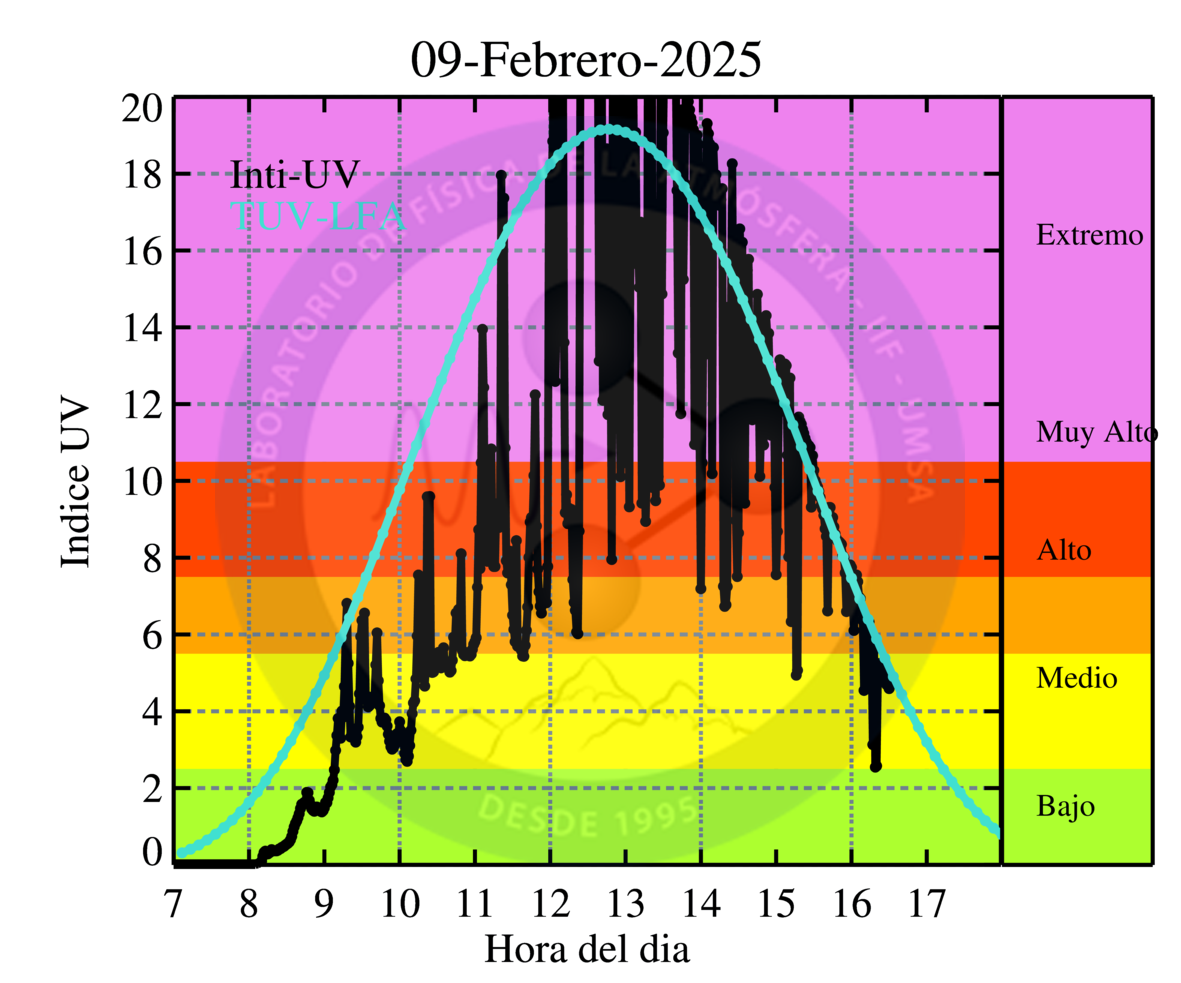 09-Febrero-2025
20
18
16
14
12
10
8
6
4
2
0
Indice UV
Inti-UV
TUV-LFA
LABORATORIO DE FÍSICA DE LA ATMÓSFERA - IIF - UMSA
DESDE 1995
Extremo
Muy Alto
Alto
Medio
Bajo
7 8 9 10 11 12 13 14 15 16 17
Hora del dia